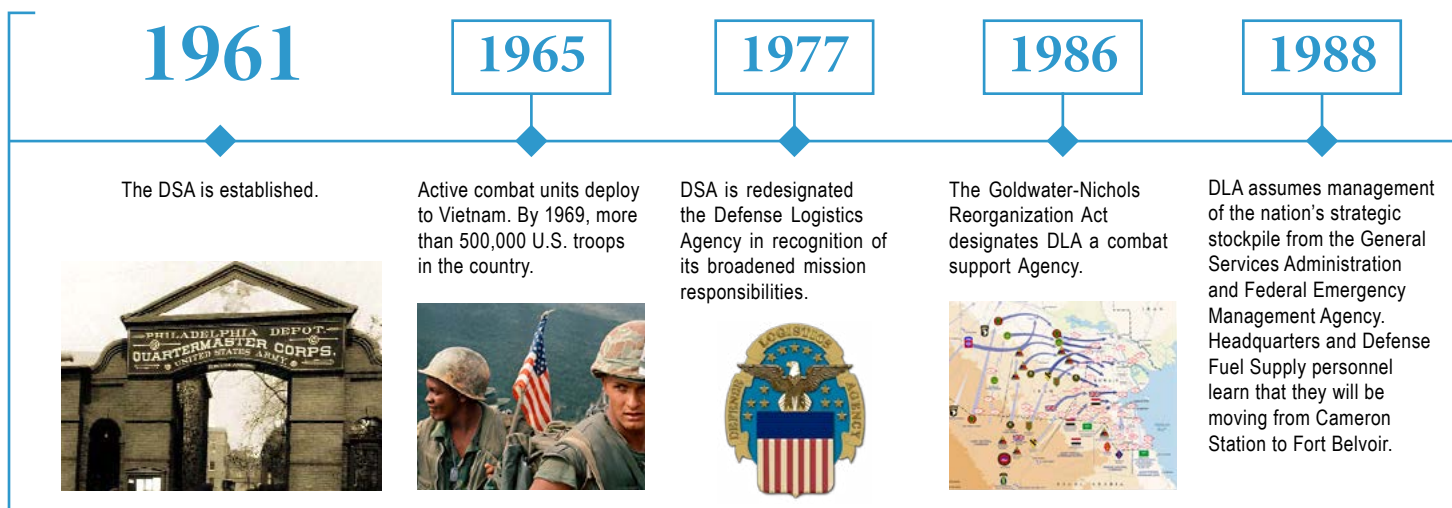 1961
1965
1977
1986
1988
The DSA is established.
PHILADELPHIA DEPOT.
QUARTERMASTER CORPS.
UNITED STATES ARMY.
Active combat units deploy
to Vietnam. By 1969, more
than 500,000 U.S. troops
in the country.
DSA is redesignated
the Defense Logistics
Agency in recognition of
its broadened mission
responsibilities.
DEFENSE
LOGISTICS
AGENCY
The Goldwater-Nichols
Reorganization Act
designates DLA a combat
support Agency.
IRAN
SAUDI ARABIA
DLA assumes management
of the nation’s strategic
stockpile from the General
Services Administration
and Federal Emergency
Management Agency.
Headquarters and Defense
Fuel Supply personnel
learn that they will be
moving from Cameron
Station to Fort Belvoir.